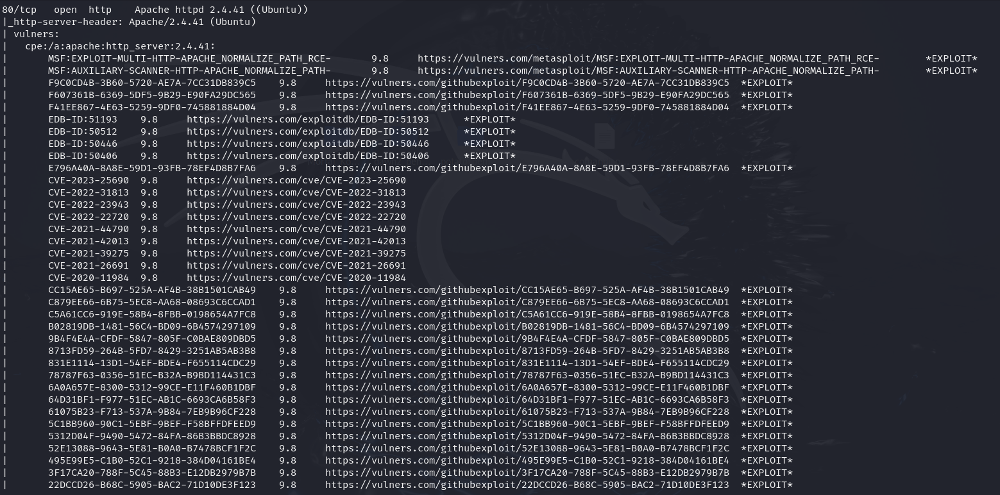 80/tcp   open  http    Apache httpd 2.4.41 ((Ubuntu))
|_http-server-header: Apache/2.4.41 (Ubuntu)
| vulners:
|   cpe:/a:apache:http_server:2.4.41:
|       MSF:EXPLOIT-MULTI-HTTP-APACHE_NORMALIZE_PATH_RCE-       9.8     https://vulners.com/metasploit/MSF:EXPLOIT-MULTI-HTTP-APACHE_NORMALIZE_PATH_RCE-        *EXPLOIT*
|       MSF:AUXILIARY-SCANNER-HTTP-APACHE_NORMALIZE_PATH-       9.8     https://vulners.com/metasploit/MSF:AUXILIARY-SCANNER-HTTP-APACHE_NORMALIZE_PATH-        *EXPLOIT*
|       F9C0CD4B-3B60-5720-AE7A-7CC31DB839C5    9.8     https://vulners.com/githubexploit/F9C0CD4B-3B60-5720-AE7A-7CC31DB839C5  *EXPLOIT*
|       F607361B-6369-5DF5-9B29-E90FA29DC565    9.8     https://vulners.com/githubexploit/F607361B-6369-5DF5-9B29-E90FA29DC565  *EXPLOIT*
|       F41EE867-4E63-5259-9DF0-745881884D04    9.8     https://vulners.com/githubexploit/F41EE867-4E63-5259-9DF0-745881884D04  *EXPLOIT*
|       EDB-ID:51193    9.8     https://vulners.com/exploitdb/EDB-ID:51193      *EXPLOIT*
|       EDB-ID:50512    9.8     https://vulners.com/exploitdb/EDB-ID:50512      *EXPLOIT*
|       EDB-ID:50446    9.8     https://vulners.com/exploitdb/EDB-ID:50446      *EXPLOIT*
|       EDB-ID:50406    9.8     https://vulners.com/exploitdb/EDB-ID:50406      *EXPLOIT*
|       E796A40A-8A8E-59D1-93FB-78EF4D8B7FA6    9.8     https://vulners.com/githubexploit/E796A40A-8A8E-59D1-93FB-78EF4D8B7FA6  *EXPLOIT*
|       CVE-2023-25690  9.8     https://vulners.com/cve/CVE-2023-25690
|       CVE-2022-31813  9.8     https://vulners.com/cve/CVE-2022-31813
|       CVE-2022-23943  9.8     https://vulners.com/cve/CVE-2022-23943
|       CVE-2022-22720  9.8     https://vulners.com/cve/CVE-2022-22720
|       CVE-2021-44790  9.8     https://vulners.com/cve/CVE-2021-44790
|       CVE-2021-42013  9.8     https://vulners.com/cve/CVE-2021-42013
|       CVE-2021-39275  9.8     https://vulners.com/cve/CVE-2021-39275
|       CVE-2021-26691  9.8     https://vulners.com/cve/CVE-2021-26691
|       CVE-2020-11984  9.8     https://vulners.com/cve/CVE-2020-11984
|       CC15AE65-B697-525A-AF4B-38B1501CAB49    9.8     https://vulners.com/githubexploit/CC15AE65-B697-525A-AF4B-38B1501CAB49  *EXPLOIT*
|       C879EE66-6B75-5EC8-AA68-08693C6CCAD1    9.8     https://vulners.com/githubexploit/C879EE66-6B75-5EC8-AA68-08693C6CCAD1  *EXPLOIT*
|       C5A61CC6-919E-58B4-8FBB-0198654A7FC8    9.8     https://vulners.com/githubexploit/C5A61CC6-919E-58B4-8FBB-0198654A7FC8  *EXPLOIT*
|       B02819DB-1481-56C4-BD09-6B4574297109    9.8     https://vulners.com/githubexploit/B02819DB-1481-56C4-BD09-6B4574297109  *EXPLOIT*
|       9B4F4E4A-CFDF-5847-805F-C0BAE809DBD5    9.8     https://vulners.com/githubexploit/9B4F4E4A-CFDF-5847-805F-C0BAE809DBD5  *EXPLOIT*
|       8713FD59-264B-5FD7-8429-3251AB5AB3B8    9.8     https://vulners.com/githubexploit/8713FD59-264B-5FD7-8429-3251AB5AB3B8  *EXPLOIT*
|       831E1114-13D1-54EF-BDE4-F655114CDC29    9.8     https://vulners.com/githubexploit/831E1114-13D1-54EF-BDE4-F655114CDC29  *EXPLOIT*
|       78787F63-0356-51EC-B32A-B9BD114431C3    9.8     https://vulners.com/githubexploit/78787F63-0356-51EC-B32A-B9BD114431C3  *EXPLOIT*
|       6A0A657E-8300-5312-99CE-E11F460B1DBF    9.8     https://vulners.com/githubexploit/6A0A657E-8300-5312-99CE-E11F460B1DBF  *EXPLOIT*
|       64D31BF1-F977-51EC-AB1C-6693CA6B58F3    9.8     https://vulners.com/githubexploit/64D31BF1-F977-51EC-AB1C-6693CA6B58F3  *EXPLOIT*
|       61075B23-F713-537A-9B84-7EB9B96CF228    9.8     https://vulners.com/githubexploit/61075B23-F713-537A-9B84-7EB9B96CF228  *EXPLOIT*
|       5C1BB960-90C1-5EBF-9BEF-F58BFFDFEED9    9.8     https://vulners.com/githubexploit/5C1BB960-90C1-5EBF-9BEF-F58BFFDFEED9  *EXPLOIT*
|       5312D04F-9490-5472-84FA-86B3BBDC8928    9.8     https://vulners.com/githubexploit/5312D04F-9490-5472-84FA-86B3BBDC8928  *EXPLOIT*
|       52E13088-9643-5E81-B0A0-B7478BCF1F2C    9.8     https://vulners.com/githubexploit/52E13088-9643-5E81-B0A0-B7478BCF1F2C  *EXPLOIT*
|       495E99E5-C1B0-52C1-9218-384D04161BE4    9.8     https://vulners.com/githubexploit/495E99E5-C1B0-52C1-9218-384D04161BE4  *EXPLOIT*
|       3F17CA20-788F-5C45-88B3-E12DB2979B7B    9.8     https://vulners.com/githubexploit/3F17CA20-788F-5C45-88B3-E12DB2979B7B  *EXPLOIT*
|       22DCCD26-B68C-5905-BAC2-71D10DE3F123    9.8     https://vulners.com/githubexploit/22DCCD26-B68C-5905-BAC2-71D10DE3F123  *EXPLOIT*